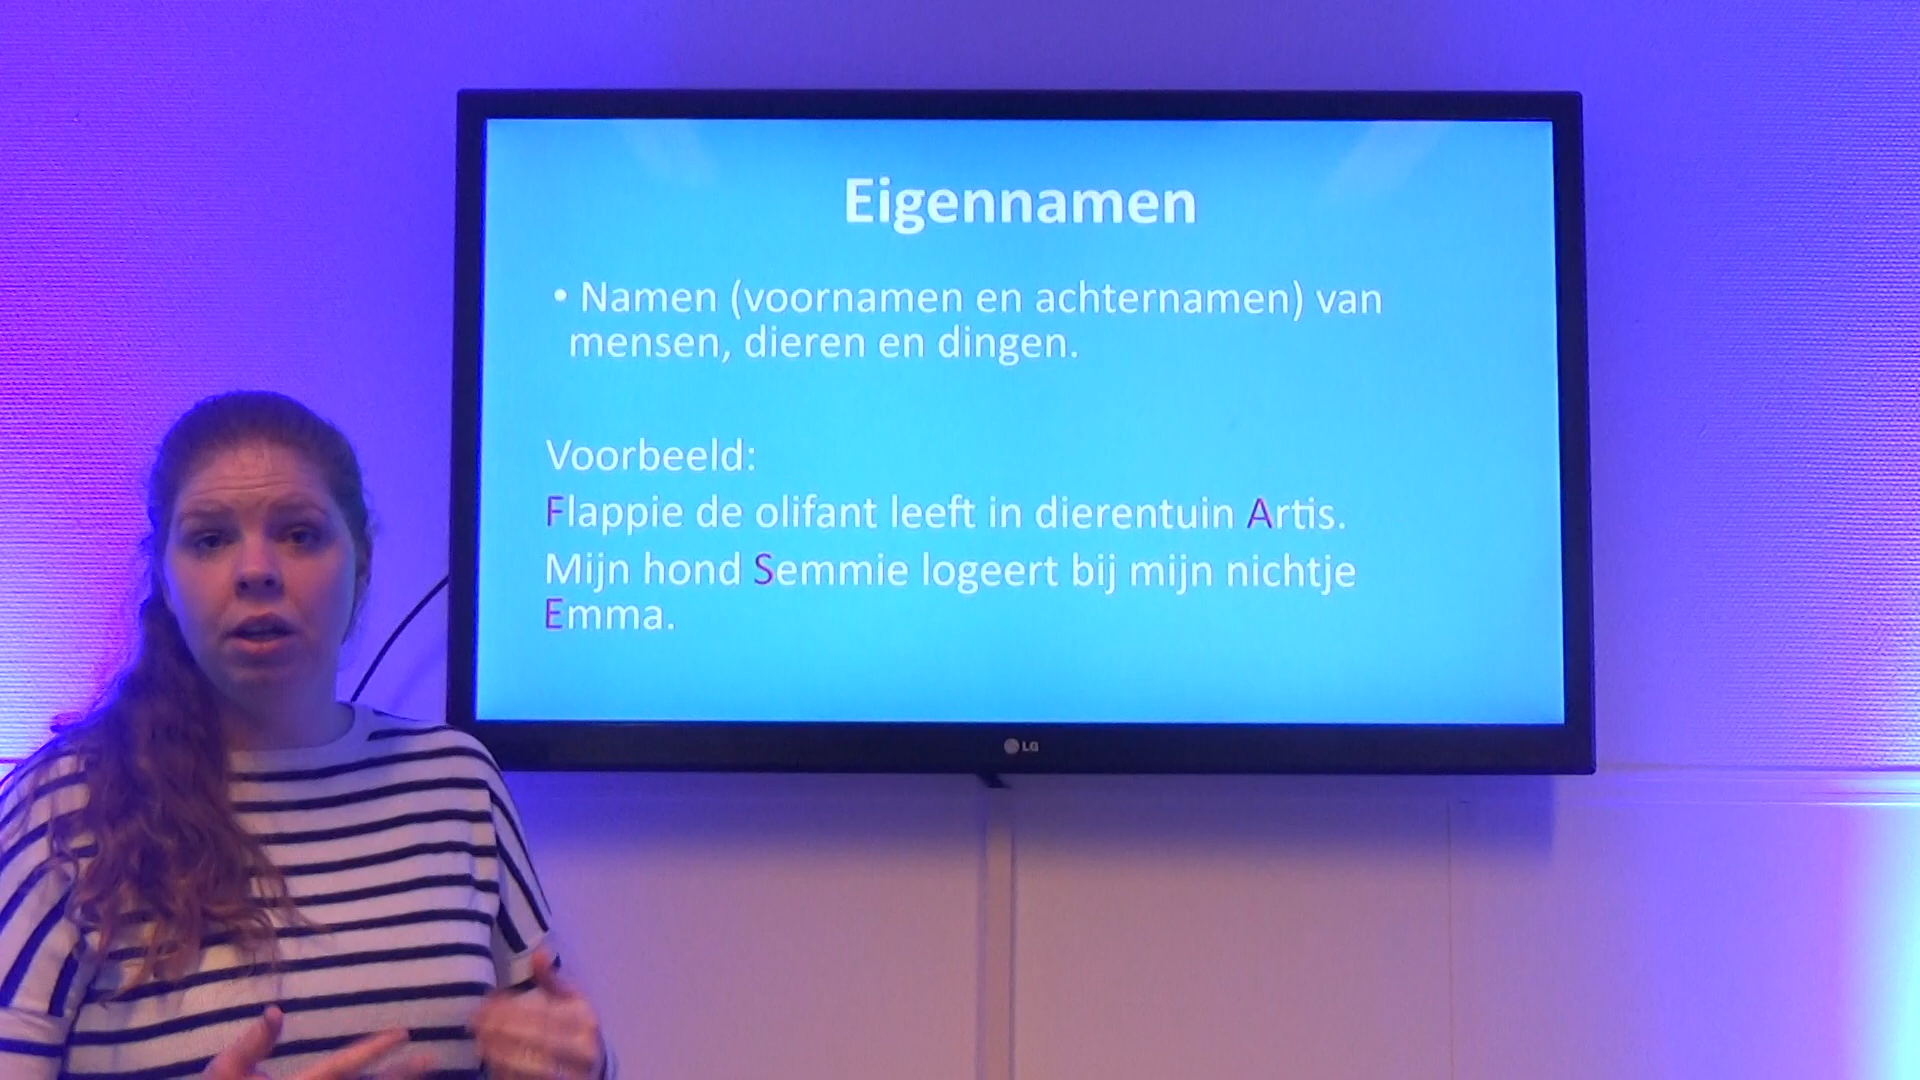 Eigennamen
• Namen (voornamen en achternamen) van
mensen, dieren en dingen.
Voorbeeld:
Flappie de olifant leeft in dierentuin Artis.
Mijn hond Semmie logeert bij mijn nichtje
Emma.
LG